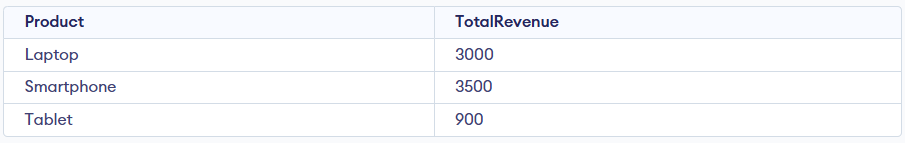 Product TotalRevenue
Laptop 3000
Smartphone 3500
Tablet 900